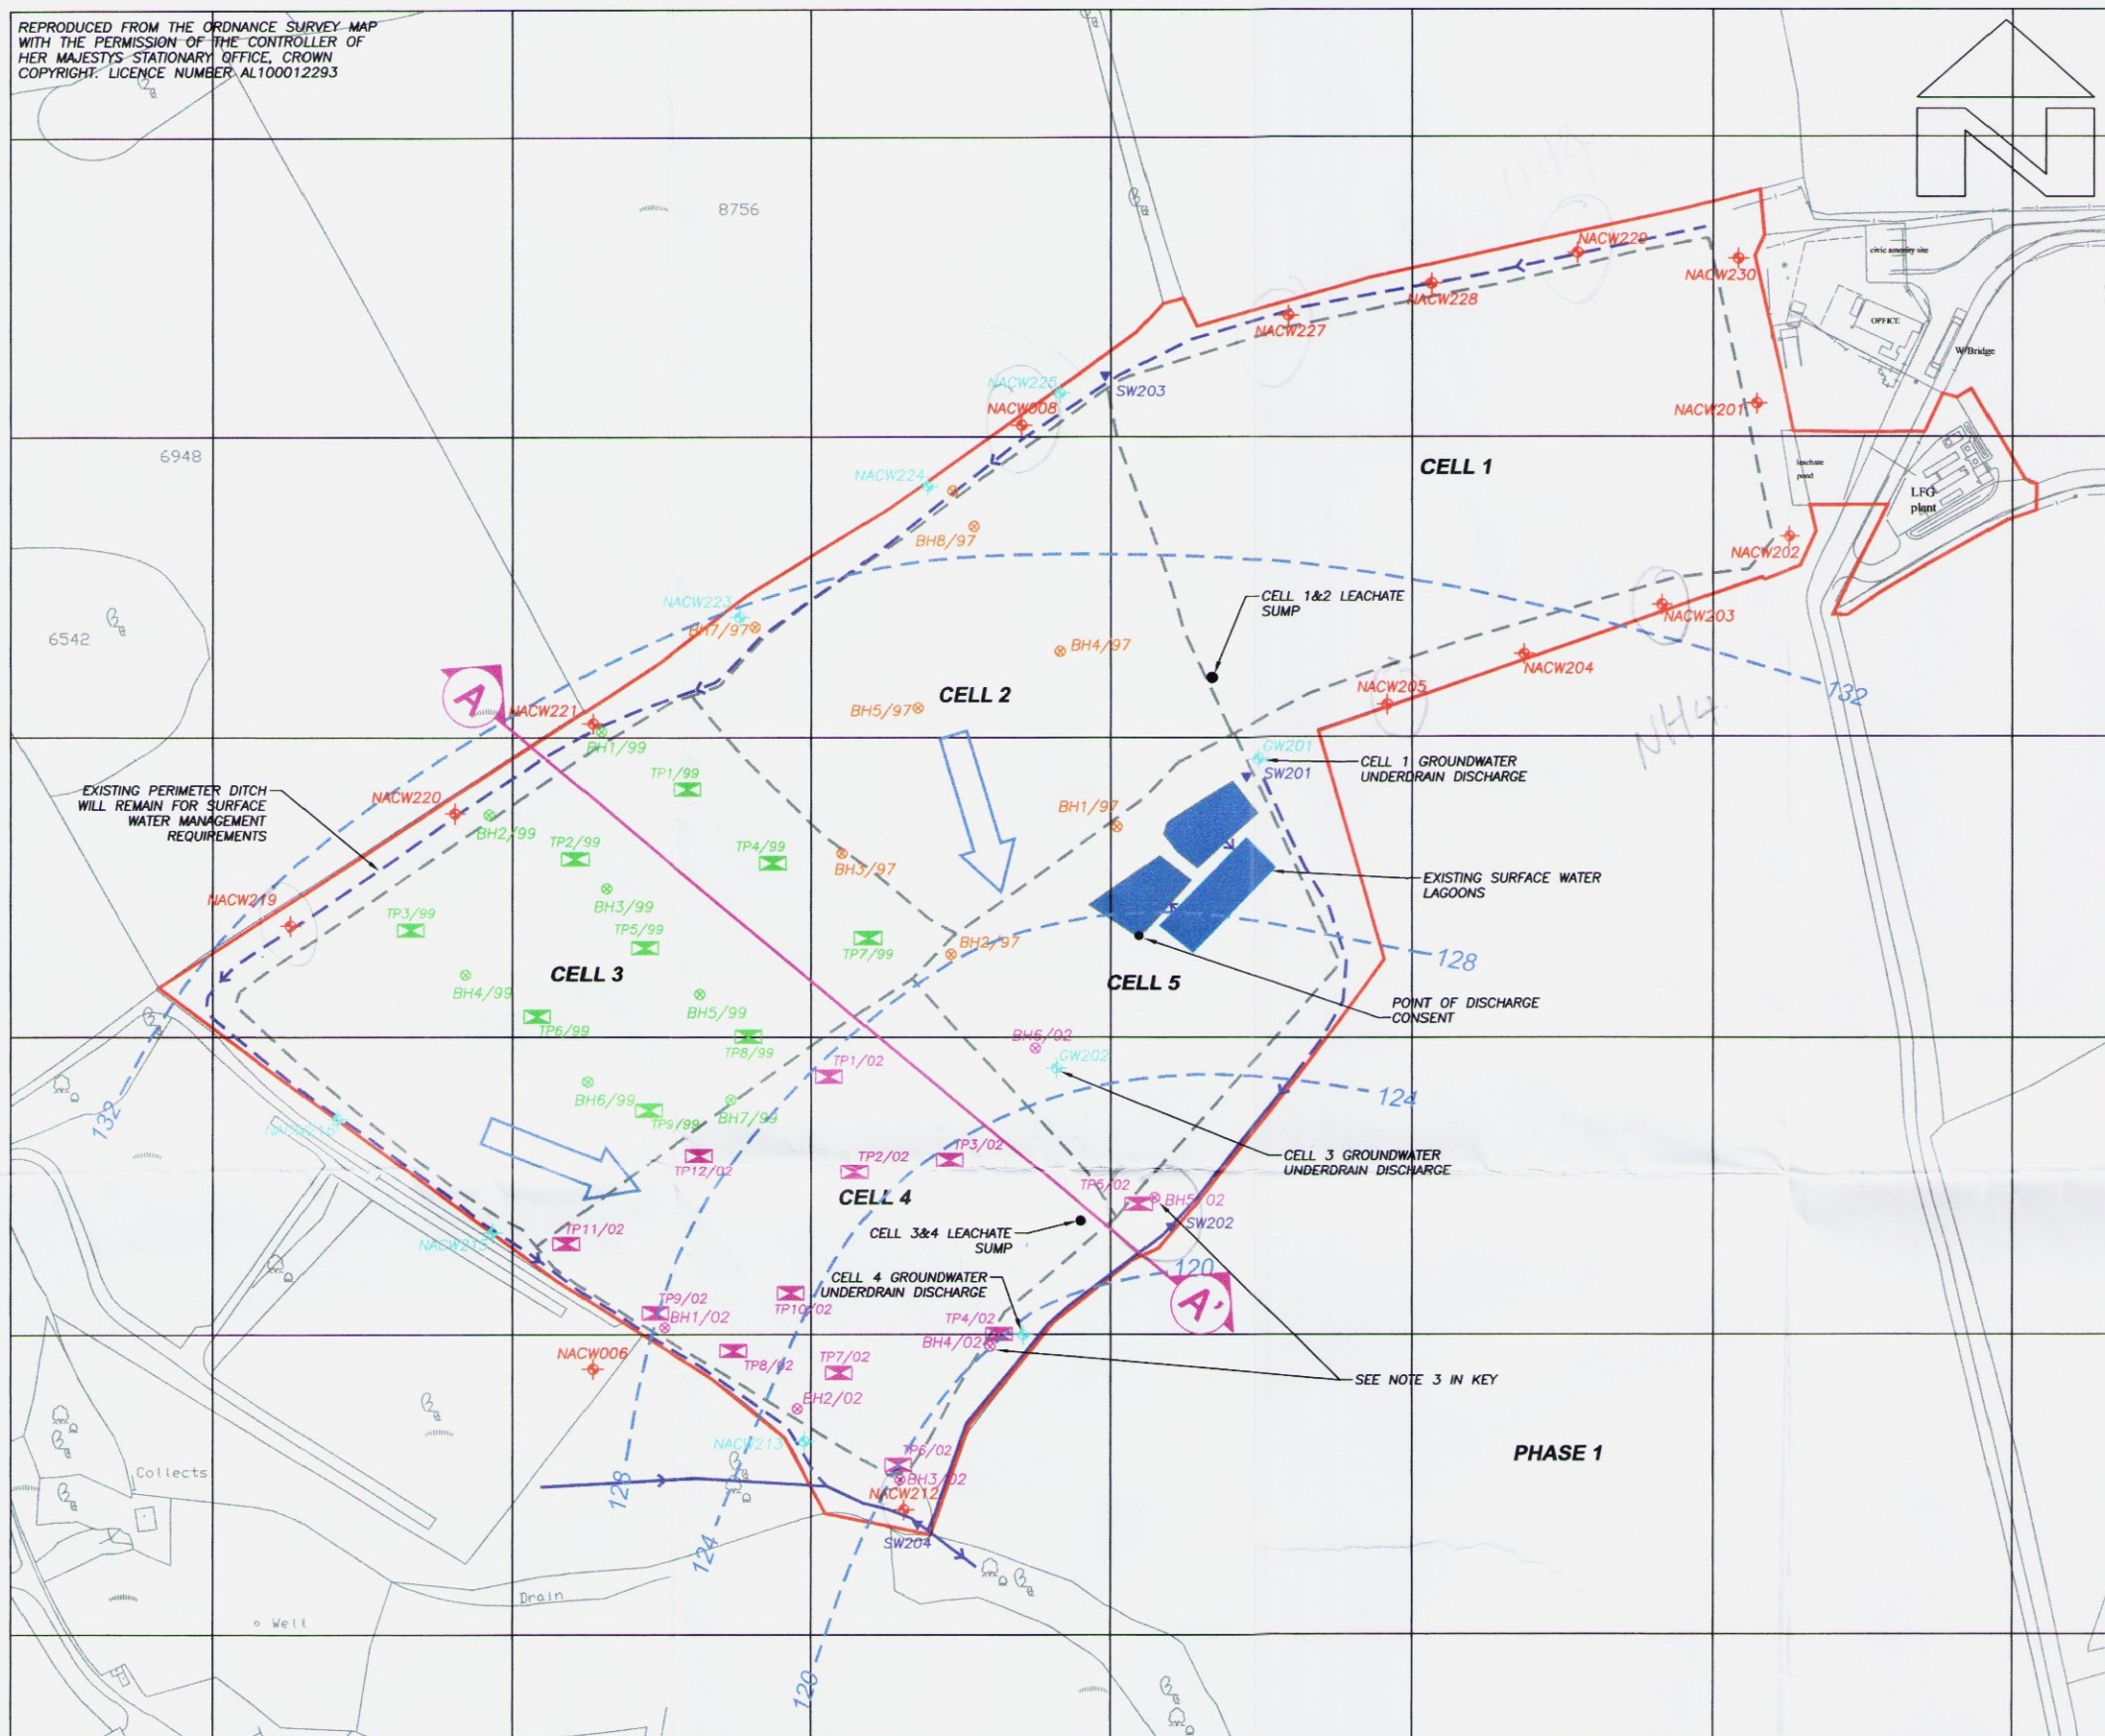 REPRODUCED FROM THE ORDNANCE SURVEY MAP
WITH THE PERMISSION OF THE CONTROLLER OF
HER MAJESTYS STATIONARY OFFICE, CROWN
COPYRIGHT. LICENCE NUMBER AL100012293
N
8756
NH4
NACW229
NACW230
civic amenity site
NACW228
OFFICE
NACW227
W/Bridge
NACW225
SW203
NACW008
NACW201
6948
CELL 1
leachate
pond
NACW224
LFG
plant
BH8/97
NACW202
CELL 1&2 LEACHATE
SUMP
NACW223
BH7/97
NACW203
6542
BH4/97
NACW204
A
CELL 2
NACW205
132
NACW221
BH5/97
NH4
BH1/99
GW201
CELL 1 GROUNDWATER
UNDERDRAIN DISCHARGE
SW201
TP1/99
EXISTING PERIMETER DITCH
WILL REMAIN FOR SURFACE
WATER MANAGEMENT
REQUIREMENTS
NACW220
BH1/97
BH2/99
TP2/99
TP4/99
BH3/97
EXISTING SURFACE WATER
LAGOONS
NACW219
BH3/99
TP3/99
TP5/99
TP7/99
BH2/97
128
CELL 3
CELL 5
BH4/99
BH5/99
POINT OF DISCHARGE
CONSENT
TP6/99
TP8/99
BH6/02
TP1/02
GW202
124
132
BH6/99
TP9/99
BH7/99
NACW216
TP3/02
CELL 3 GROUNDWATER
UNDERDRAIN DISCHARGE
TP12/02
TP2/02
TP5/02
BH5/02
CELL 4
SW202
TP11/02
CELL 3&4 LEACHATE
SUMP
NACW215
120
CELL 4 GROUNDWATER
UNDERDRAIN DISCHARGE
A'
TP9/02
TP10/02
BH1/02
TP4/02
BH4/02
NACW006
TP8/02
TP7/02
SEE NOTE 3 IN KEY
BH2/02
NACW213
TP6/02
PHASE 1
Collects
BH3/02
128
NACW212
SW204
124
Drain
Well
120